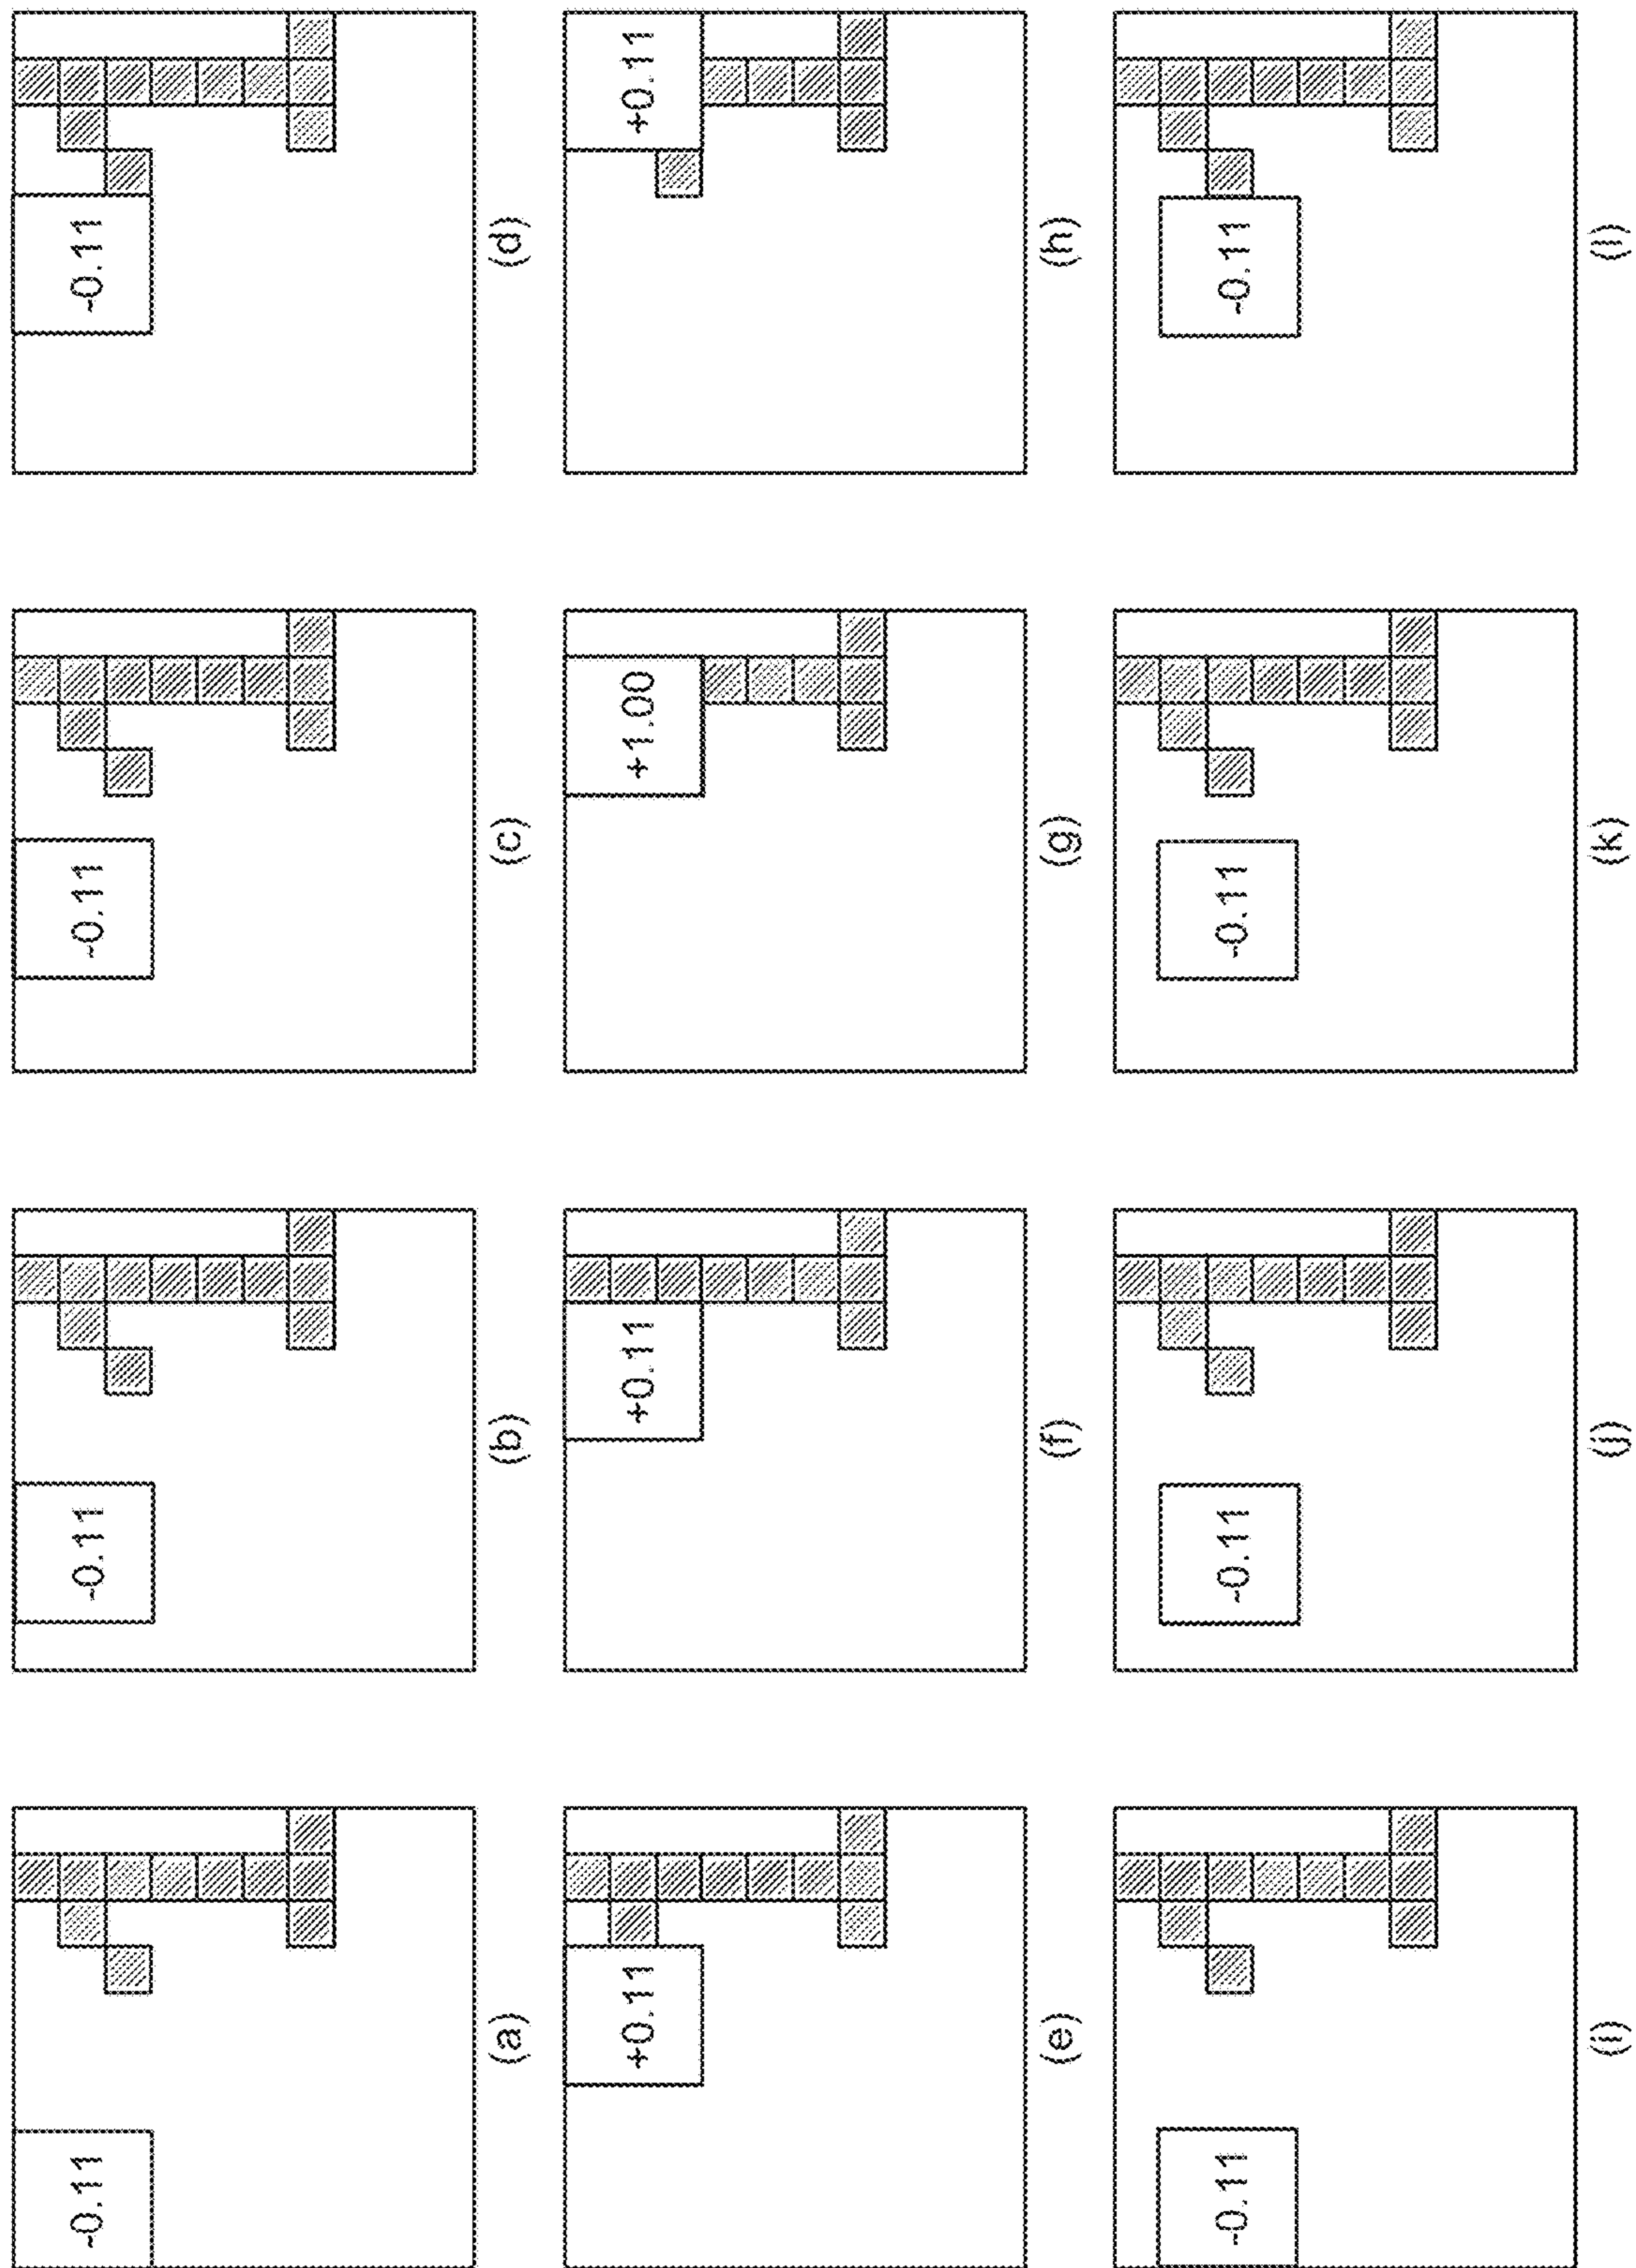 -0.11
-0.11
-0.11
-0.11
(a)
(b)
(c)
(d)
+0.11
+0.11
+1.00
+0.11
(e)
(f)
(g)
(h)
-0.11
-0.11
-0.11
-0.11
(i)
(j)
(k)
(l)